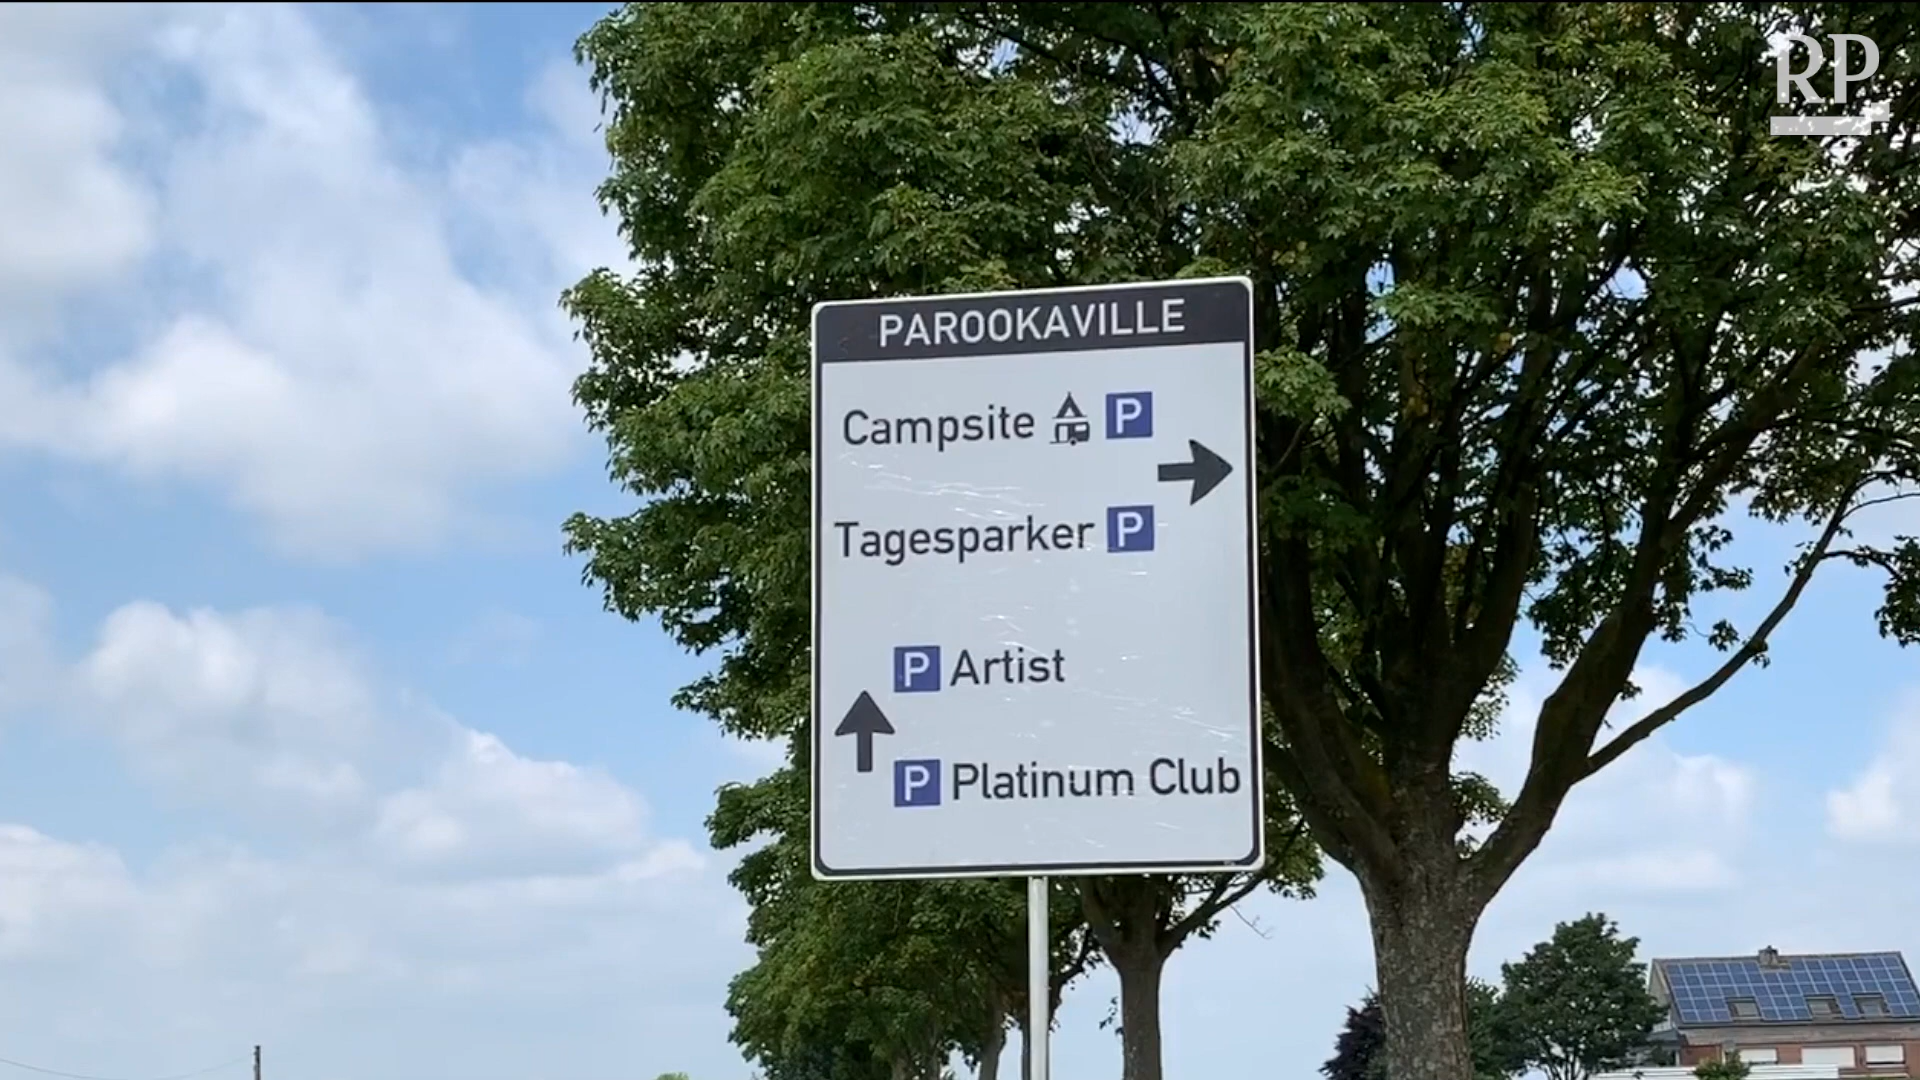 RP
PAROOKAVILLE
Campsite P
Tagesparker P
P Artist
P Platinum Club